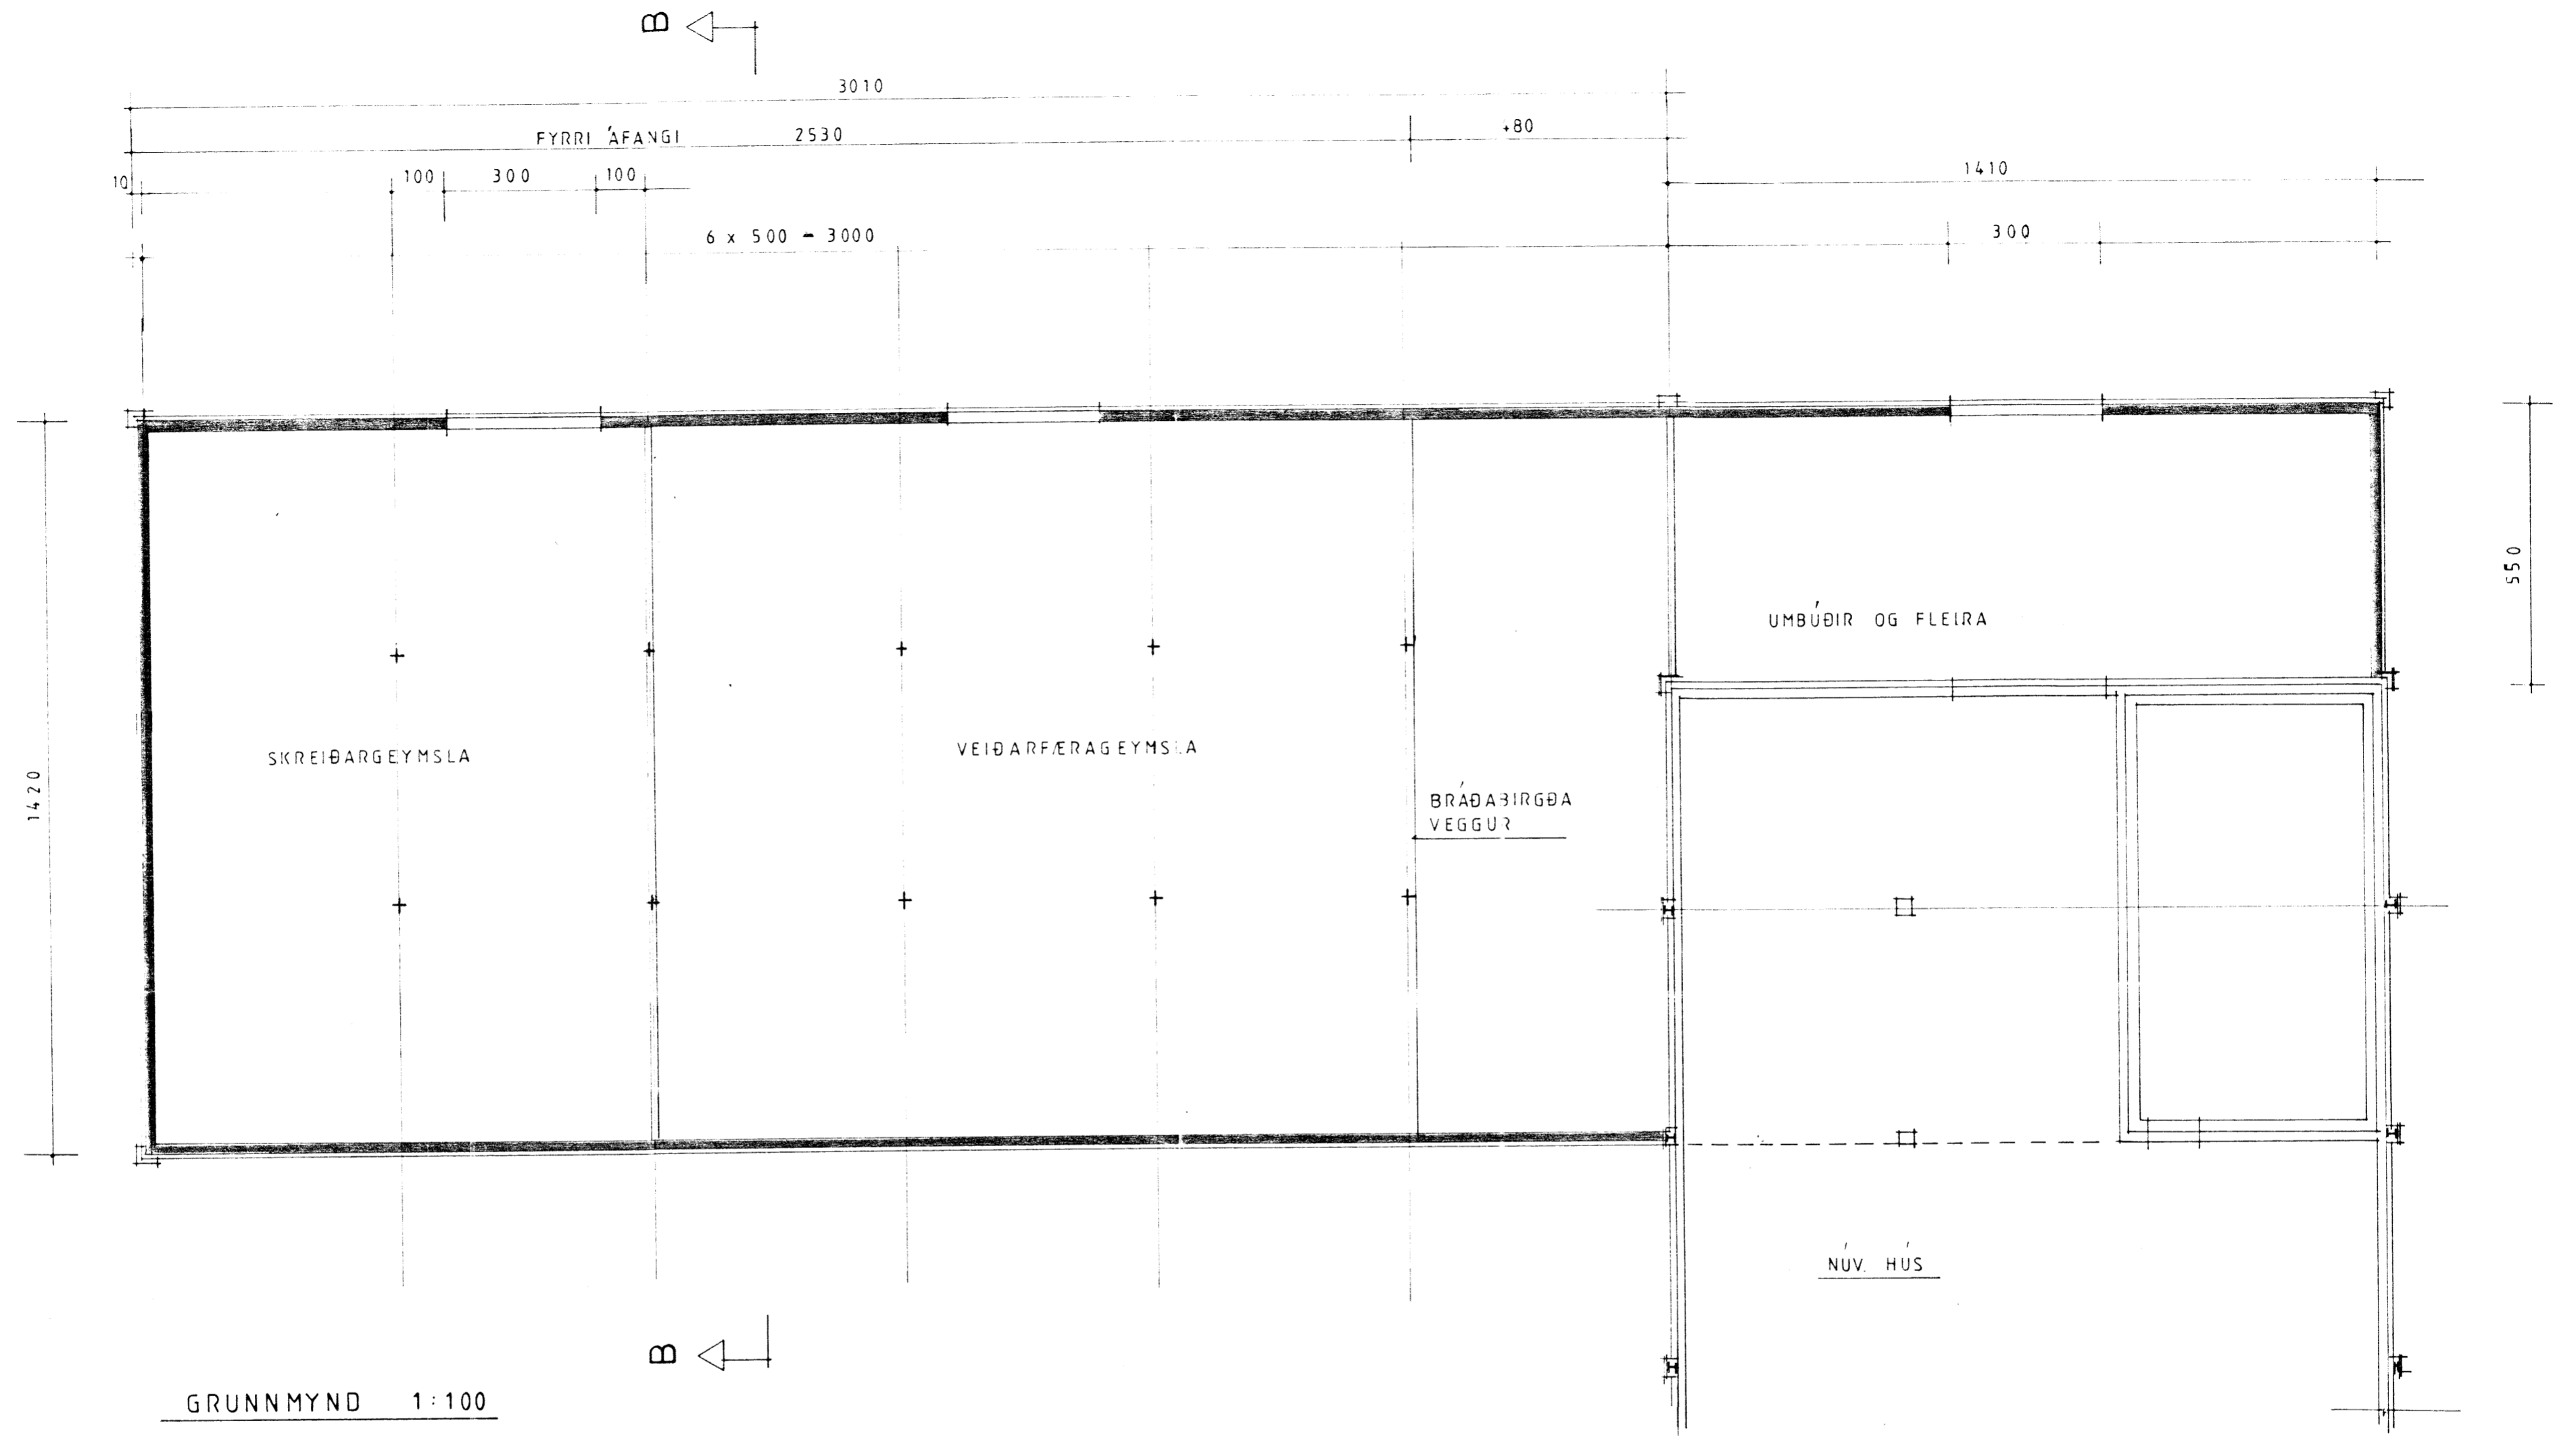 B
3010
FYRRI ÁFANGI 2530 +80
10 100 300 100 1410
6 x 500 = 3000 300
550
UMBÚÐIR OG FLEIRA
SKREIÐARGEYMSLA VEIÐARFÆRAGEYMSLA
1420
BRÁÐABIRGÐA
VEGGUR
NÚV. HÚS
B
GRUNNMYND 1:100